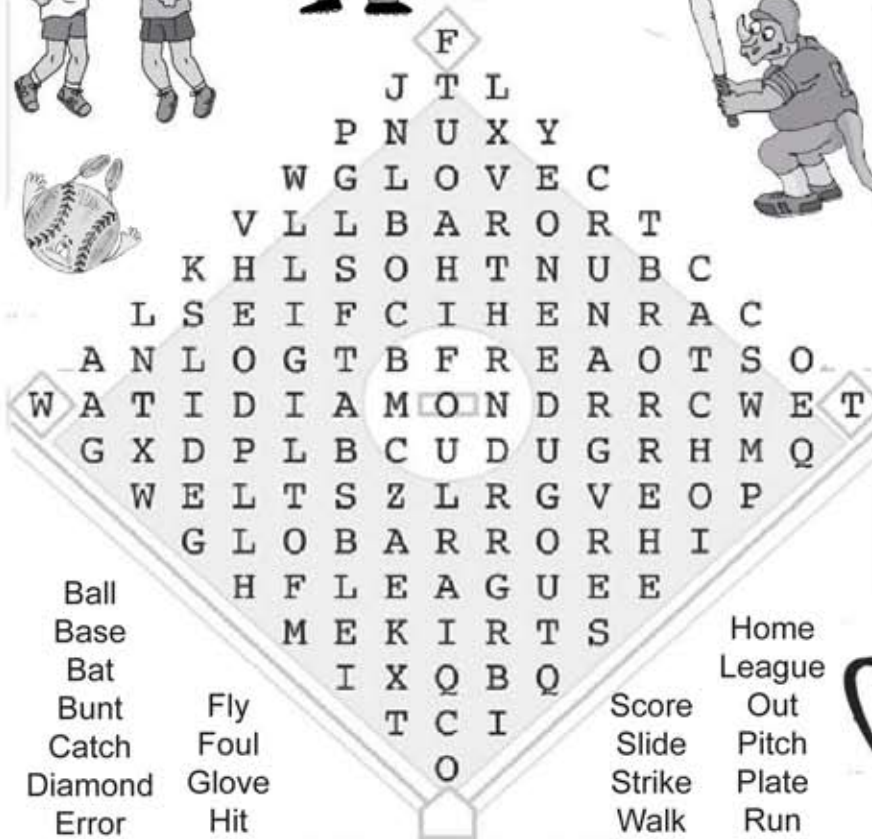 F
J T L
P N U X Y
W G L O V E C
V L L B A R O R T
K H L S O H T N U B C
L S E I F C I H E N R A C
A N L O G T B F R E A O T S O
W A T I D I A M O N D R R C W E T
G X D P L B C U D U G R H M Q
W E L T S Z L R G V E O P
G L O B A R R O R H I
H F L E A G U E E
M E K I R T S
I X Q B Q
T C I
O
Ball
Base
Bat
Bunt
Catch
Diamond
Error
Fly
Foul
Glove
Hit
Score
Slide
Strike
Walk
Home
League
Out
Pitch
Plate
Run